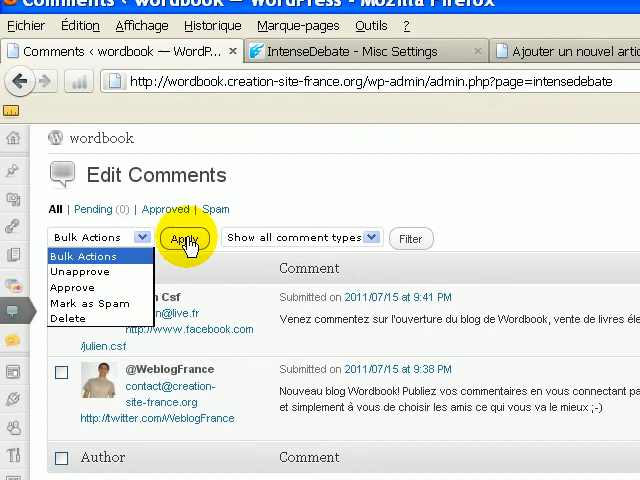 Comments ‹ wordbook — WordPress - Mozilla Firefox
Fichier Édition Affichage Historique Marque-pages Outils ?
Comments ‹ wordbook — WordP... IntenseDebate - Misc Settings Ajouter un nouvel artic
http://wordbook.creation-site-france.org/wp-admin/admin.php?page=intensedebate
wordbook
Edit Comments
All | Pending (0) | Approved | Spam
Bulk Actions Apply Show all comment types Filter
Bulk Actions
Unapprove
Approve
Mark as Spam
Delete
Comment
Csf
@live.fr
http://www.facebook.com
/julien.csf
Submitted on 2011/07/15 at 9:41 PM
Venez commentez sur l'ouverture du blog de Wordbook, vente de livres éle
@WeblogFrance
contact@creation-
site-france.org
http://twitter.com/WeblogFrance
Submitted on 2011/07/15 at 9:38 PM
Nouveau blog Wordbook! Publiez vos commentaires en vous connectant pa
et simplement à vous de choisir les amis ce qui vous va le mieux ;-)
Author Comment